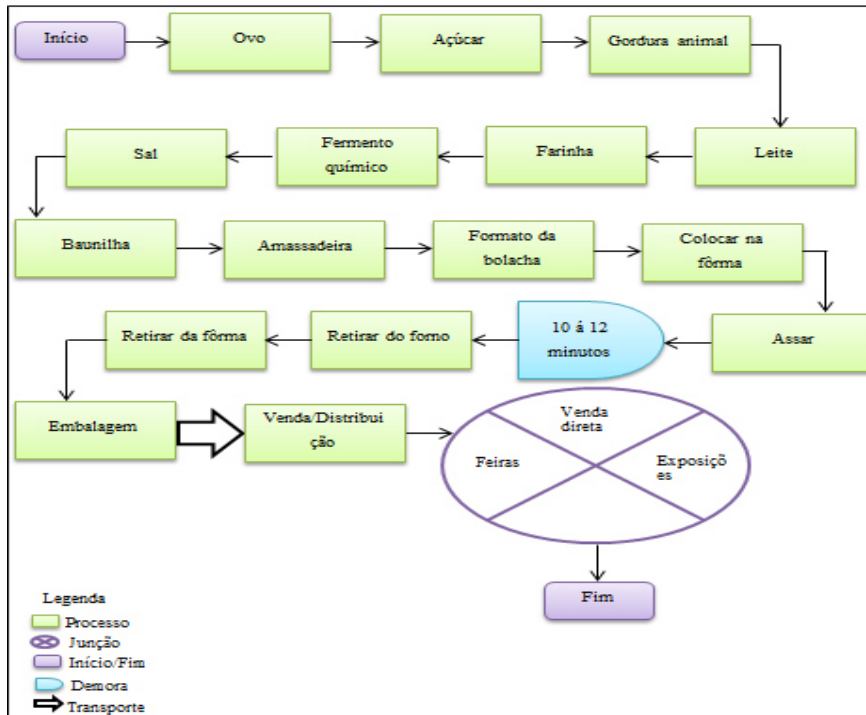 Início
Ovo
Açúcar
Gordura animal
Leite
Farinha
Fermento
químico
Sal
Baunilha
Amassadeira
Formato da
bolacha
Colocar na
fôrma
Assar
10 á 12
minutos
Retirar do forno
Retirar da fôrma
Embalagem
Venda/Distribui
ção
Venda
direta
Feiras
Exposiçõ
es
Fim
Legenda
Processo
Junção
Início/Fim
Demora
Transporte